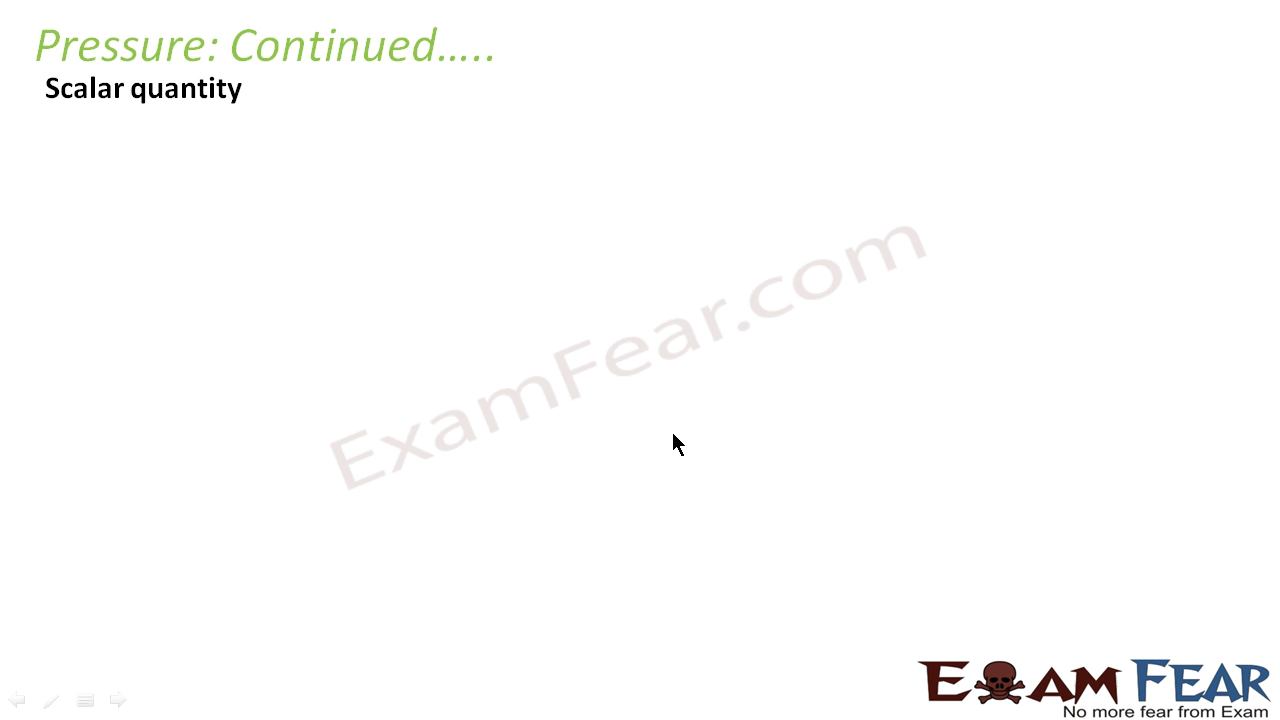 Pressure: Continued.....
Scalar quantity
ExamFear.com
EXAM FEAR
No more fear from Exam